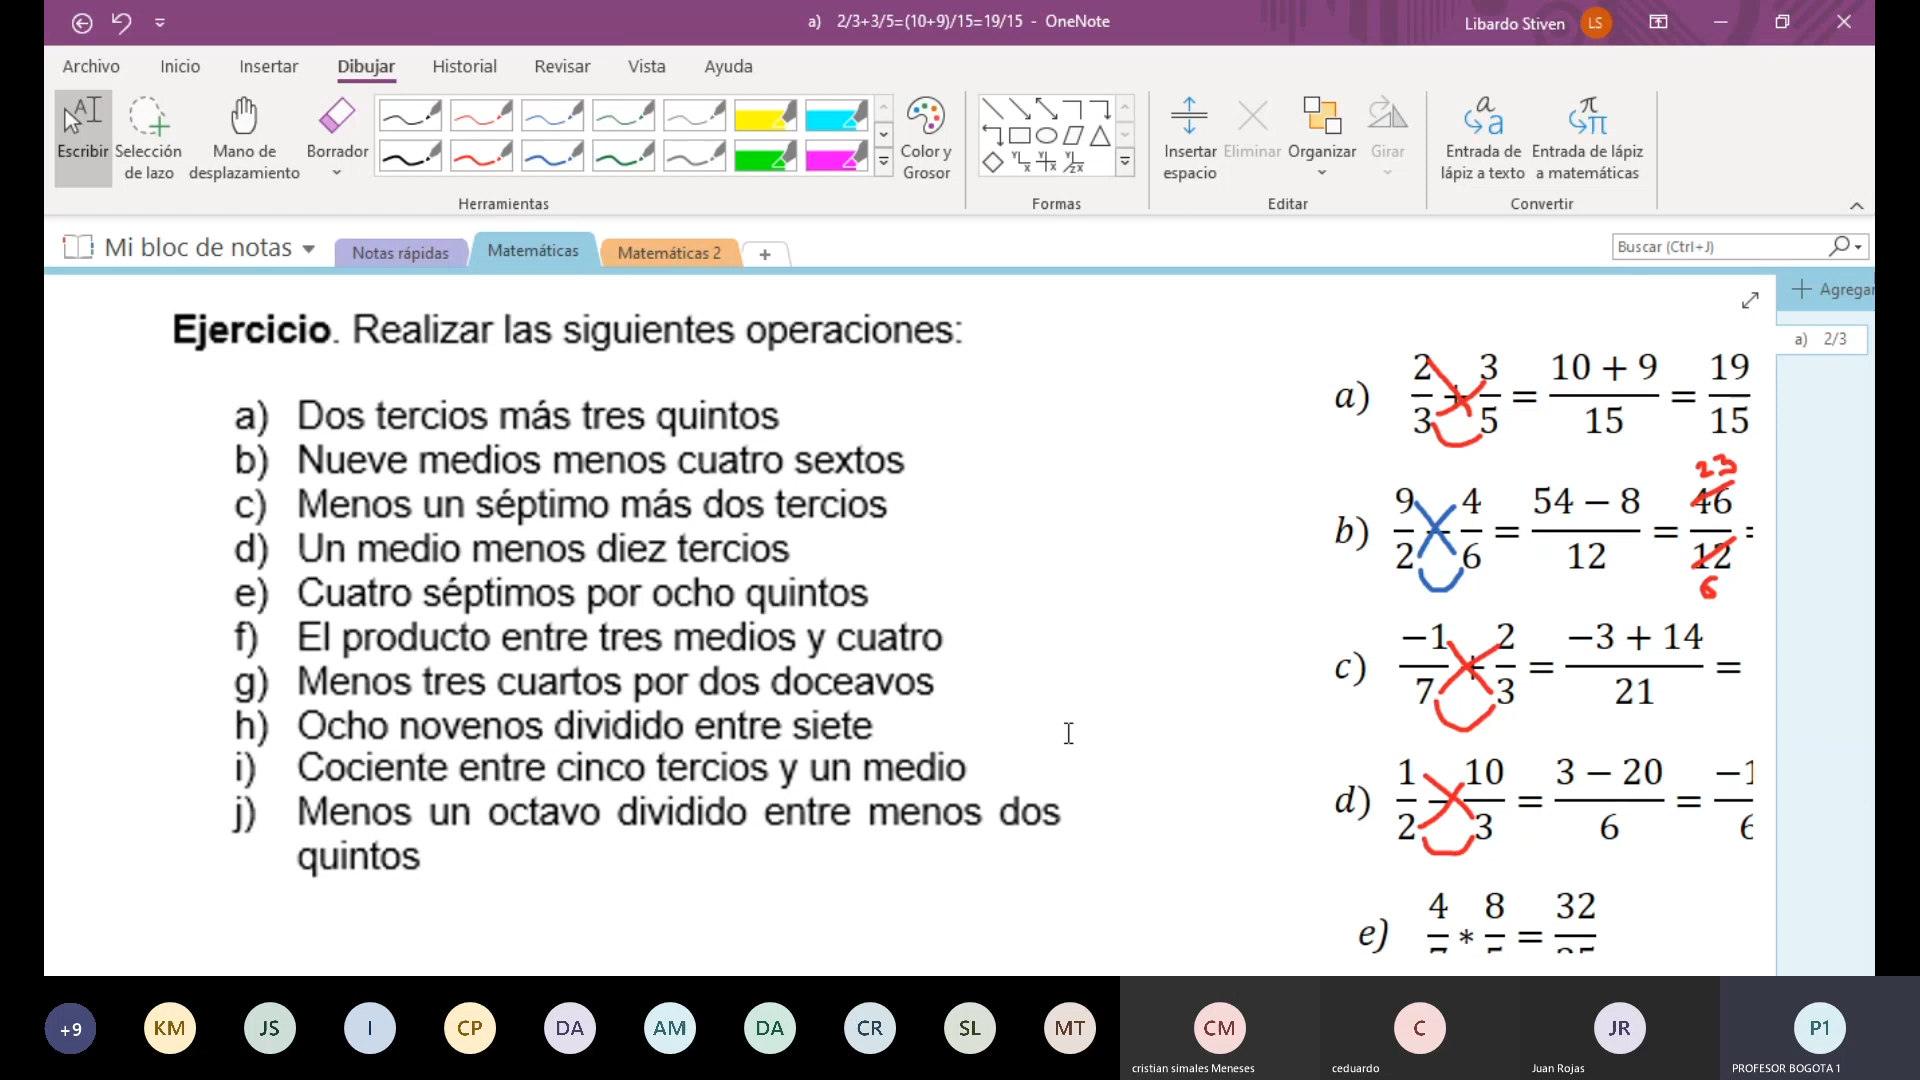 a) 2/3+3/5=(10+9)/15=19/15 - OneNote
Libardo Stiven
LS
Archivo Inicio Insertar Dibujar Historial Revisar Vista Ayuda
Escribir
Selección de lazo
Mano de desplazamiento
Borrador
Color y Grosor
Insertar espacio
Eliminar
Organizar
Girar
Entrada de lápiz a texto
Entrada de lápiz a matemáticas
Herramientas
Formas
Editar
Convertir
Mi bloc de notas
Notas rápidas
Matemáticas
Matemáticas 2
Buscar (Ctrl+J)
Agregar
a) 2/3
Ejercicio. Realizar las siguientes operaciones:
a) Dos tercios más tres quintos
b) Nueve medios menos cuatro sextos
c) Menos un séptimo más dos tercios
d) Un medio menos diez tercios
e) Cuatro séptimos por ocho quintos
f) El producto entre tres medios y cuatro
g) Menos tres cuartos por dos doceavos
h) Ocho novenos dividido entre siete
i) Cociente entre cinco tercios y un medio
j) Menos un octavo dividido entre menos dos
quintos
a) 2/3 + 3/5 = 10 + 9/15 = 19/15
23
b) 9/2 − 4/6 = 54 − 8/12 = 46/12 =
6
c) −1/7 + 2/3 = −3 + 14/21 =
d) 1/2 − 10/3 = 3 − 20/6 = −1/6
e) 4/7 * 8/5 = 32/35
+9 KM JS I CP DA AM DA CR SL MT CM C JR P1
cristian simales Meneses
ceduardo
Juan Rojas
PROFESOR BOGOTA 1